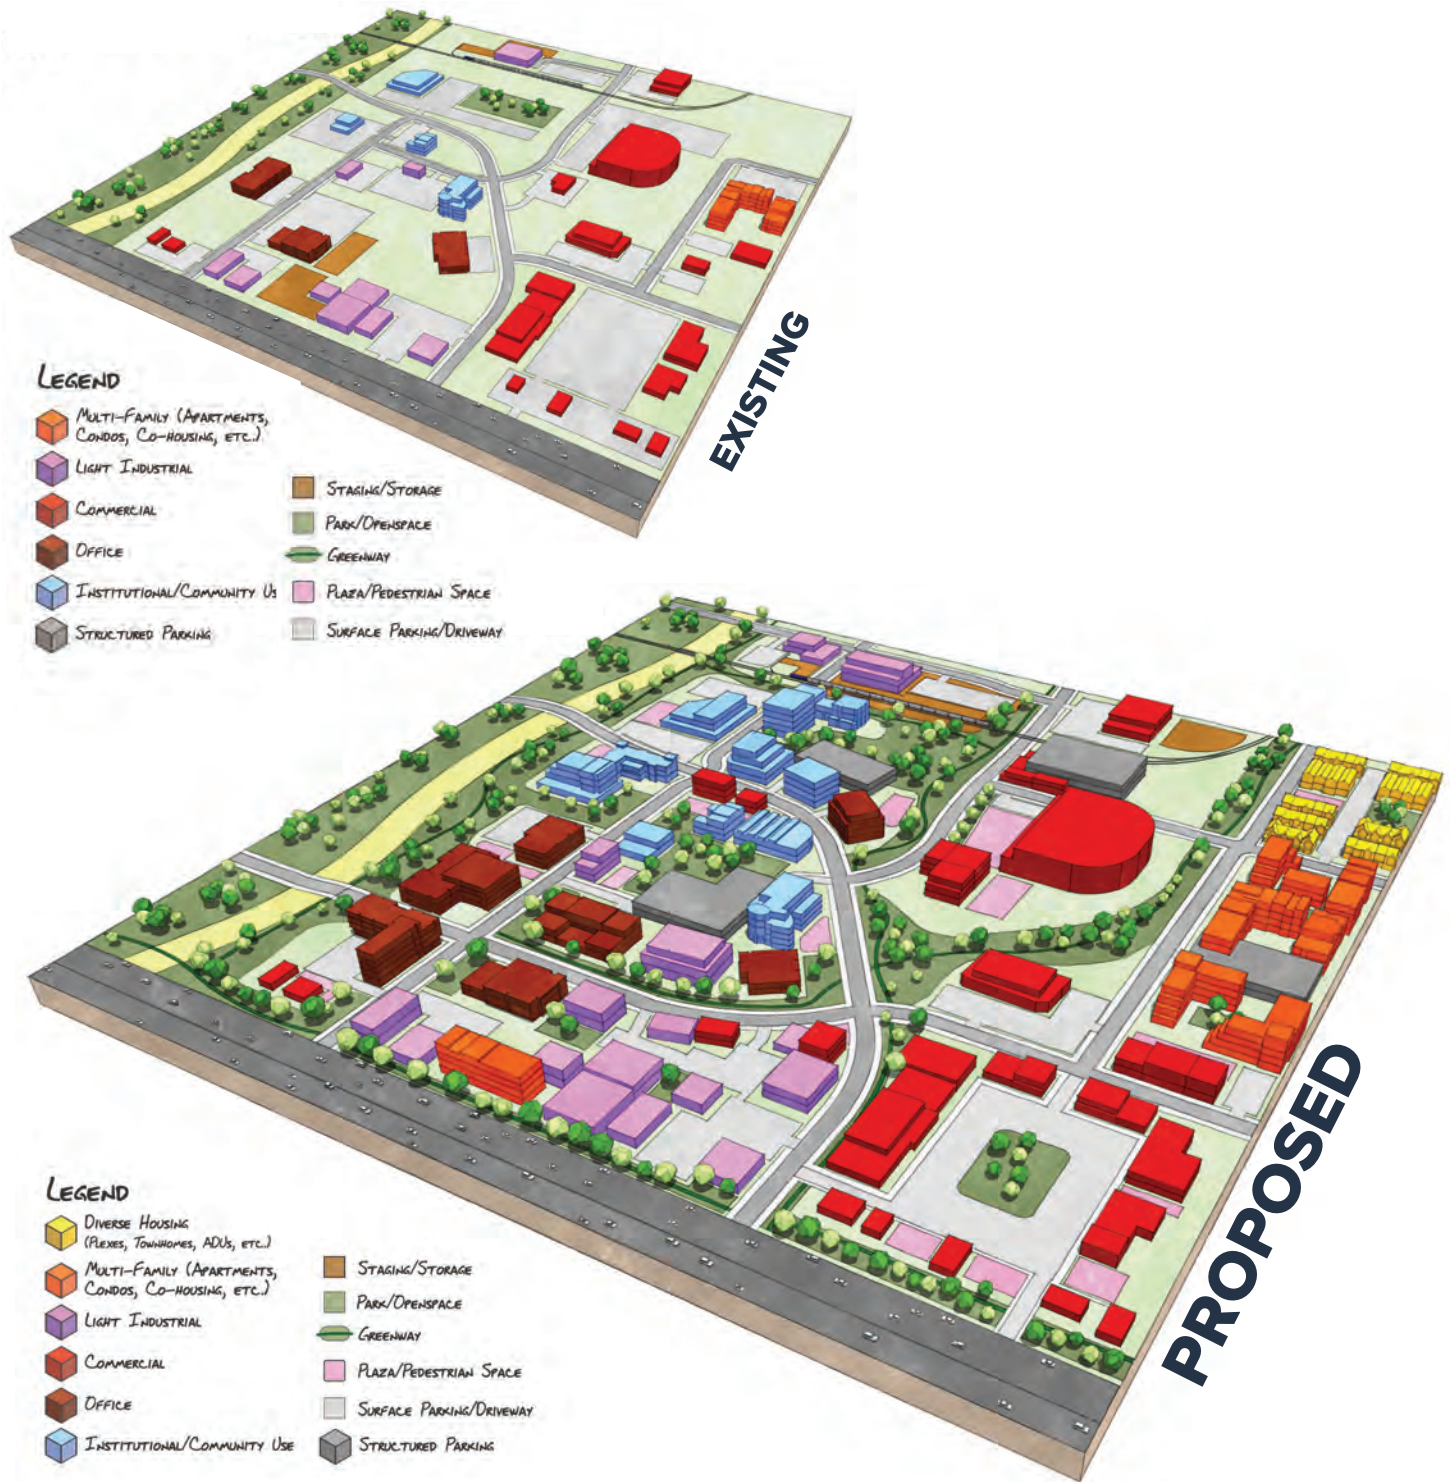 EXISTING
LEGEND
MULTI-FAMILY (APARTMENTS,
CONDOS, CO-HOUSING, ETC.)
LIGHT INDUSTRIAL
COMMERCIAL
OFFICE
INSTITUTIONAL/COMMUNITY US
STRUCTURED PARKING
STAGING/STORAGE
PARK/OPENSPACE
GREENWAY
PLAZA/PEDESTRIAN SPACE
SURFACE PARKING/DRIVEWAY
PROPOSED
LEGEND
DIVERSE HOUSING
(PLEXES, TOWNHOMES, ADUS, ETC.)
MULTI-FAMILY (APARTMENTS,
CONDOS, CO-HOUSING, ETC.)
LIGHT INDUSTRIAL
COMMERCIAL
OFFICE
INSTITUTIONAL/COMMUNITY USE
STAGING/STORAGE
PARK/OPENSPACE
GREENWAY
PLAZA/PEDESTRIAN SPACE
SURFACE PARKING/DRIVEWAY
STRUCTURED PARKING